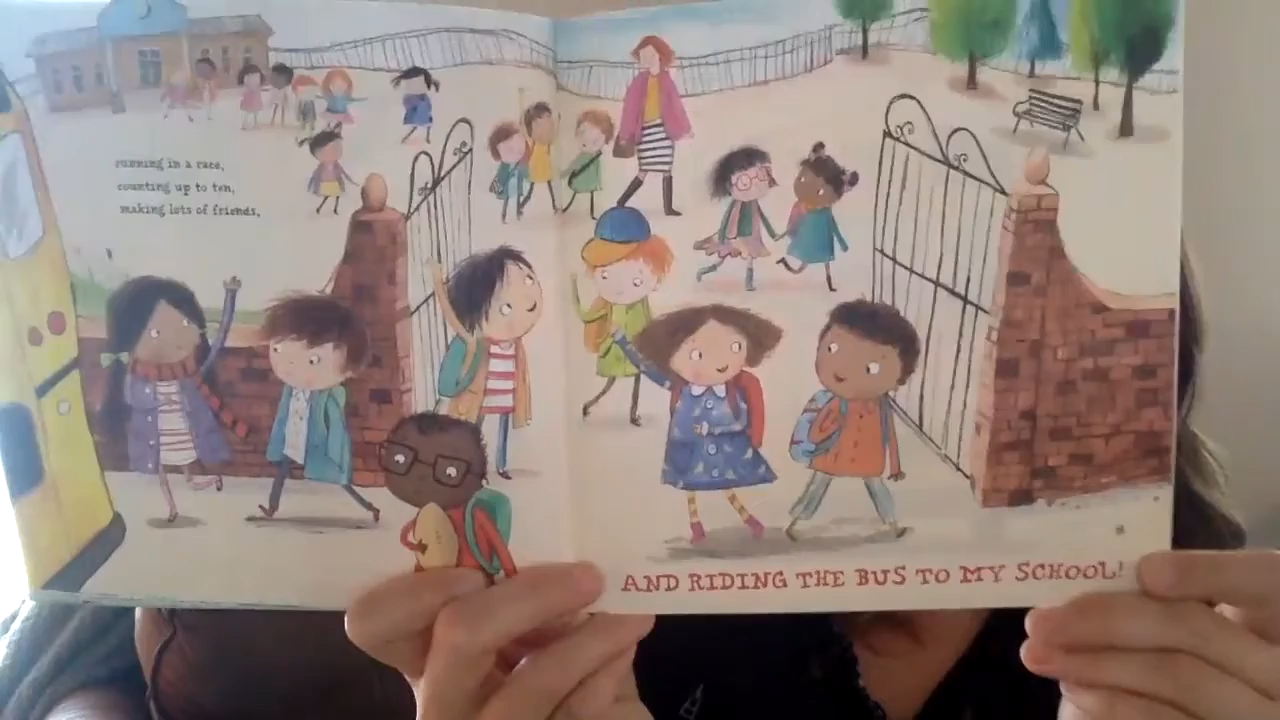 running in a race,
counting up to ten,
making lots of friends,
AND RIDING THE BUS TO MY SCHOOL!